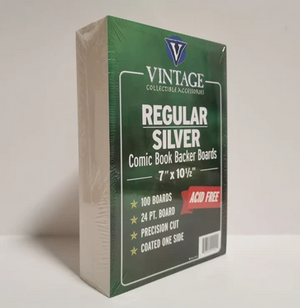 V
VINTAGE
COLLECTIBLE ACCESSORIES
REGULAR
SILVER
Comic Book Backer Boards
7" x 10½"
ACID FREE
100 BOARDS
24 PT. BOARD
PRECISION CUT
COATED ONE SIDE